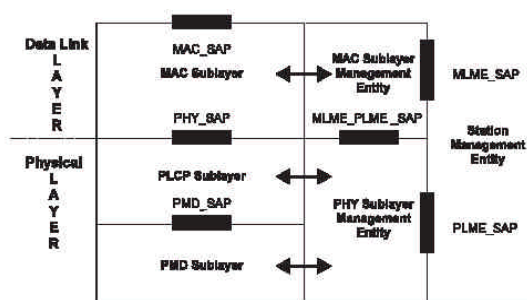 Data Link
L
A
Y
E
R
MAC_SAP
MAC Sublayer
MAC Sublayer
Management
Entity
MLME_SAP
PHY_SAP
MLME_PLME_SAP
Station
Management
Entity
Physical
L
A
Y
E
R
PLCP Sublayer
PMD_SAP
PHY Sublayer
Management
Entity
PLME_SAP
PMD Sublayer